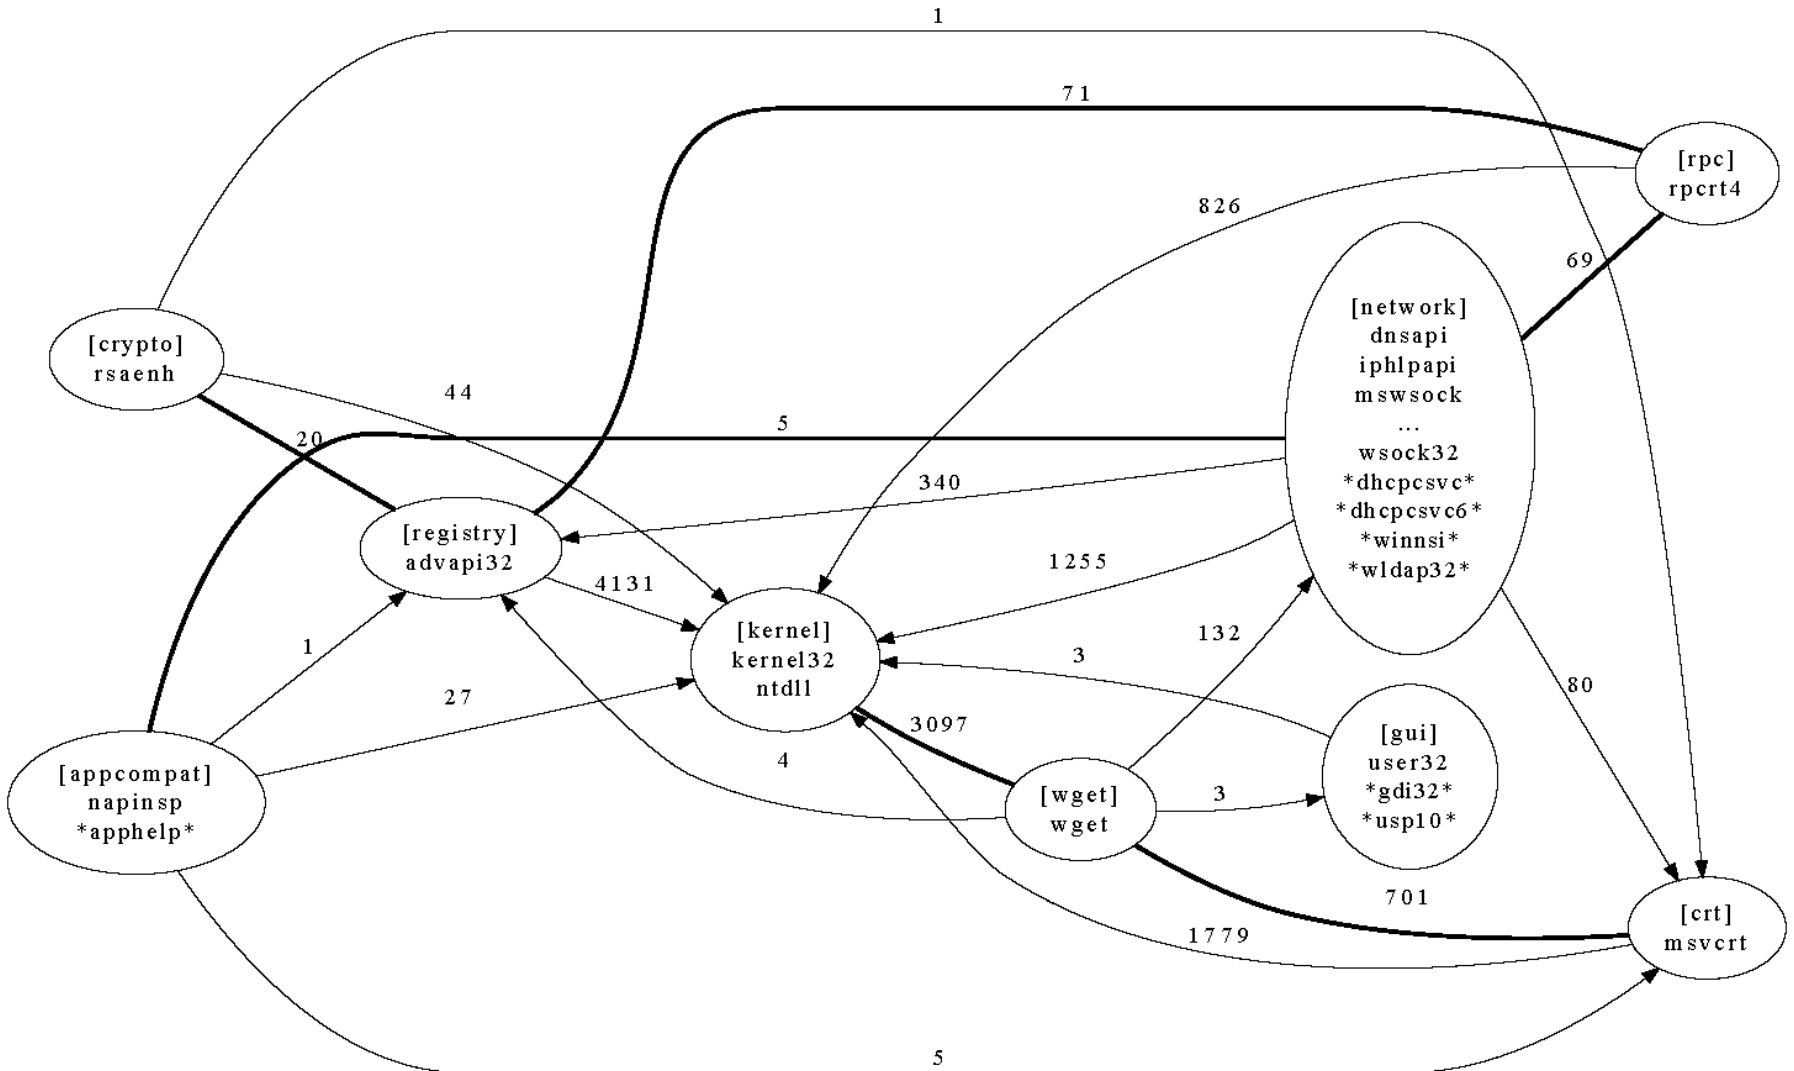 1
71
[rpc]
rpcrt4
826
69
[network]
dnsapi
iphlpapi
mswsock
...
wsock32
*dhcpcsvc*
*dhcpcsvc6*
*winnsi*
*wldap32*
[crypto]
rsaenh
44
20
5
340
[registry]
advapi32
4131
1255
[kernel]
kernel32
ntdll
132
1
3
27
80
3097
4
[gui]
user32
*gdi32*
*usp10*
[appcompat]
napinsp
*apphelp*
[wget]
wget
3
701
[crt]
msvcrt
1779
5